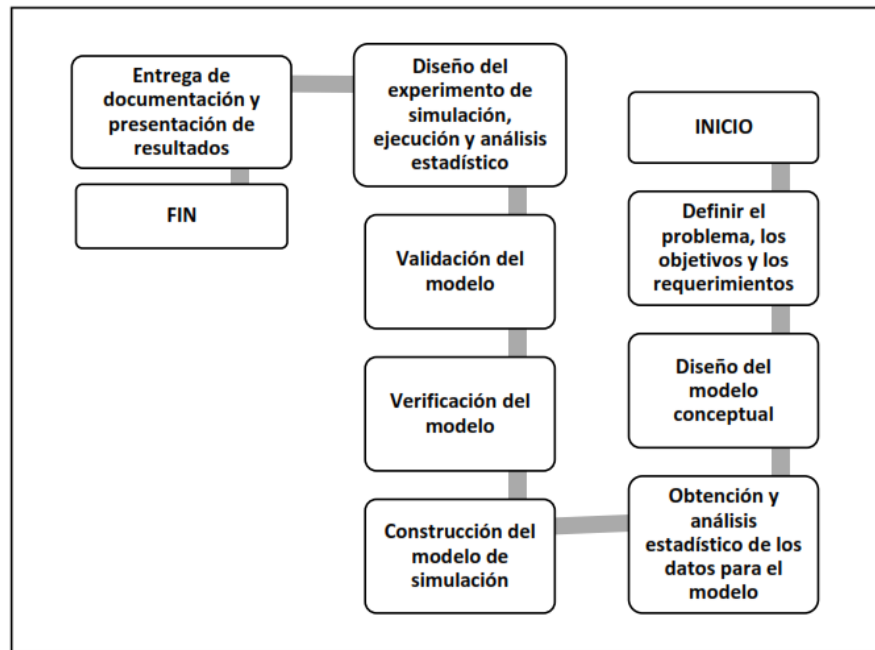 Entrega de
documentación y
presentación de
resultados
FIN
Diseño del
experimento de
simulación,
ejecución y análisis
estadístico
Validación del
modelo
Verificación del
modelo
Construcción del
modelo de
simulación
INICIO
Definir el
problema, los
objetivos y los
requerimientos
Diseño del
modelo
conceptual
Obtención y
análisis
estadístico de los
datos para el
modelo